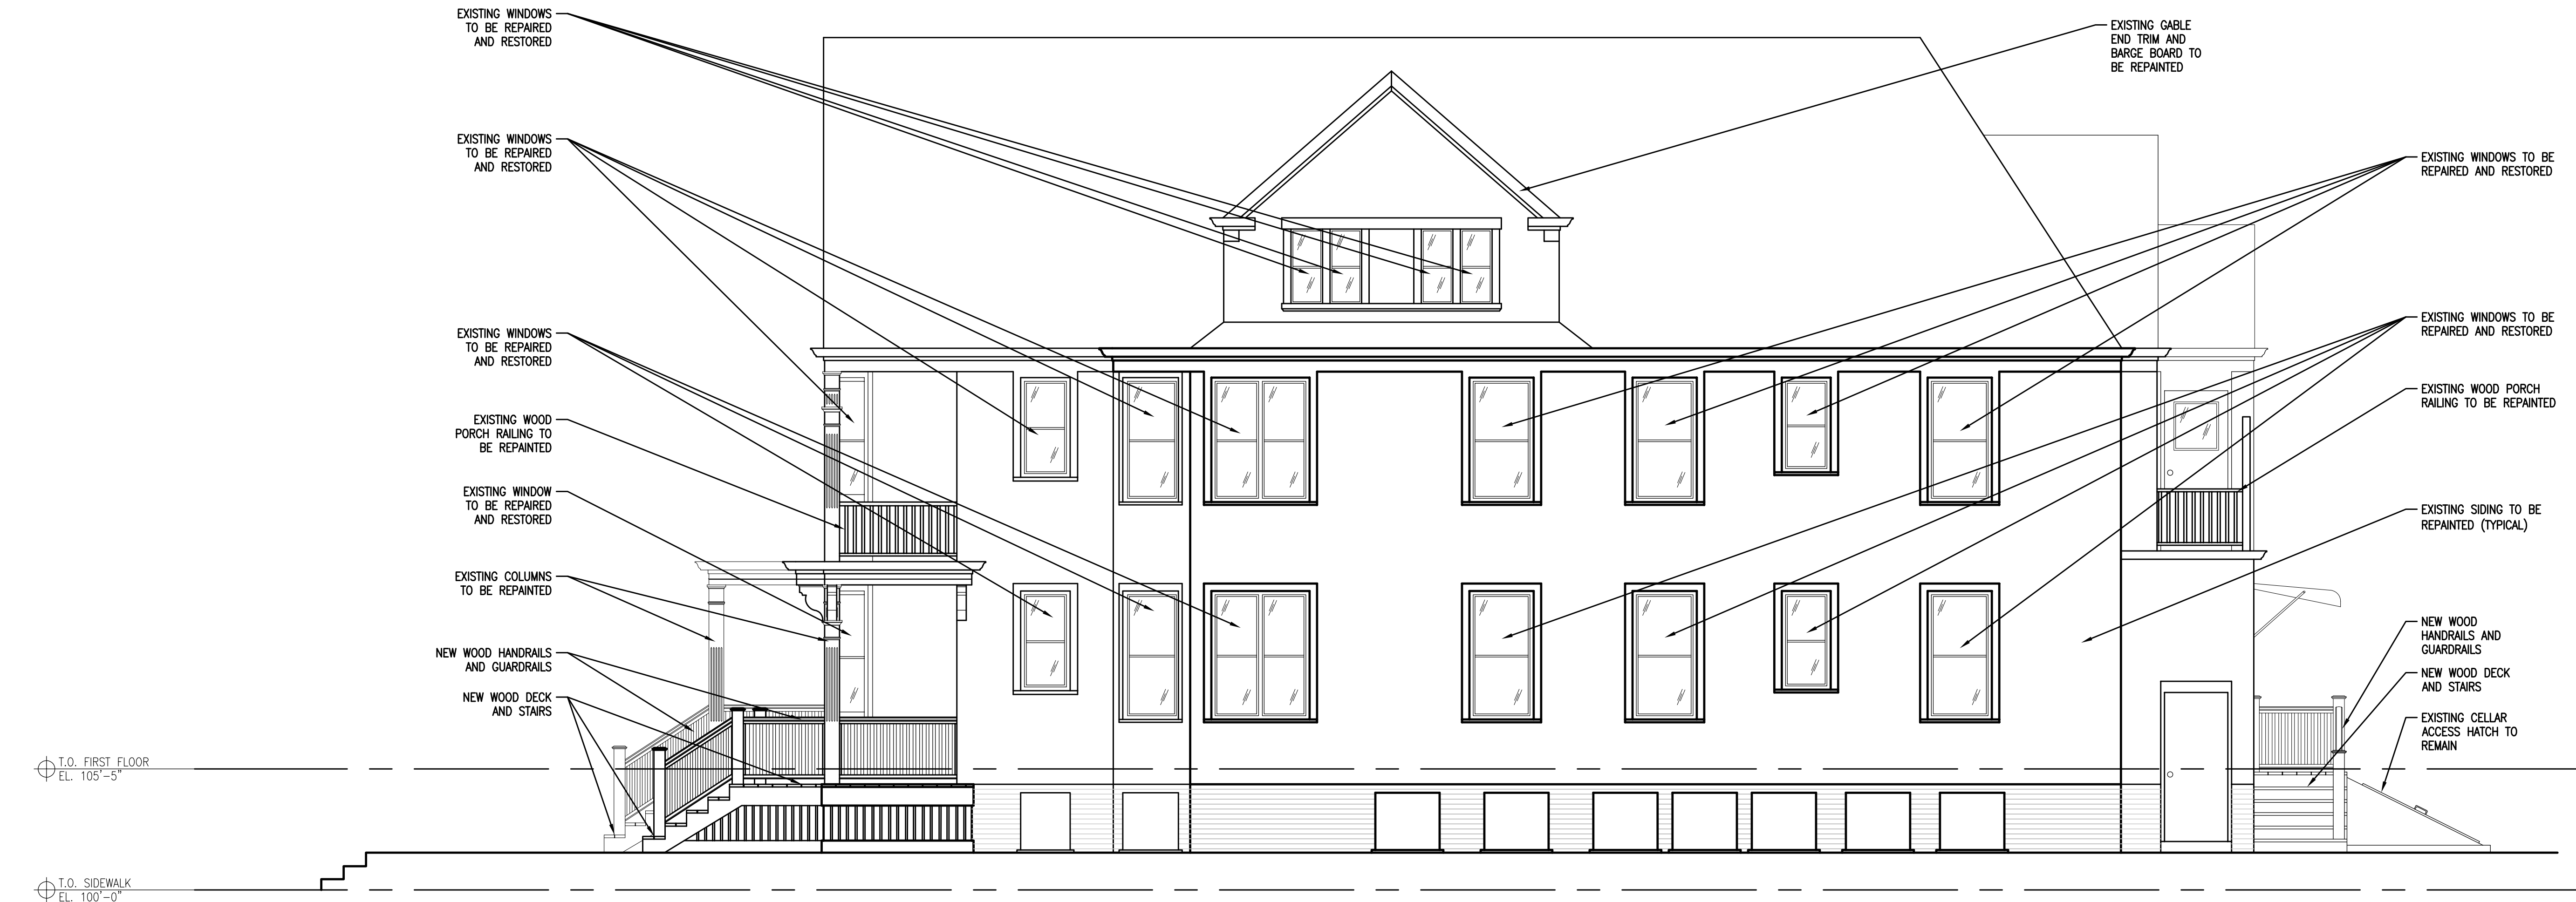 EXISTING WINDOWS
TO BE REPAIRED
AND RESTORED
EXISTING WINDOWS
TO BE REPAIRED
AND RESTORED
EXISTING WINDOWS
TO BE REPAIRED
AND RESTORED
EXISTING WOOD
PORCH RAILING TO
BE REPAINTED
EXISTING WINDOW
TO BE REPAIRED
AND RESTORED
EXISTING COLUMNS
TO BE REPAINTED
NEW WOOD HANDRAILS
AND GUARDRAILS
NEW WOOD DECK
AND STAIRS
T.O. FIRST FLOOR
EL. 105'-5"
T.O. SIDEWALK
EL. 100'-0"
EXISTING GABLE
END TRIM AND
BARGE BOARD TO
BE REPAINTED
EXISTING WINDOWS TO BE
REPAIRED AND RESTORED
EXISTING WINDOWS TO BE
REPAIRED AND RESTORED
EXISTING WOOD PORCH
RAILING TO BE REPAINTED
EXISTING SIDING TO BE
REPAINTED (TYPICAL)
NEW WOOD
HANDRAILS AND
GUARDRAILS
NEW WOOD DECK
AND STAIRS
EXISTING CELLAR
ACCESS HATCH TO
REMAIN